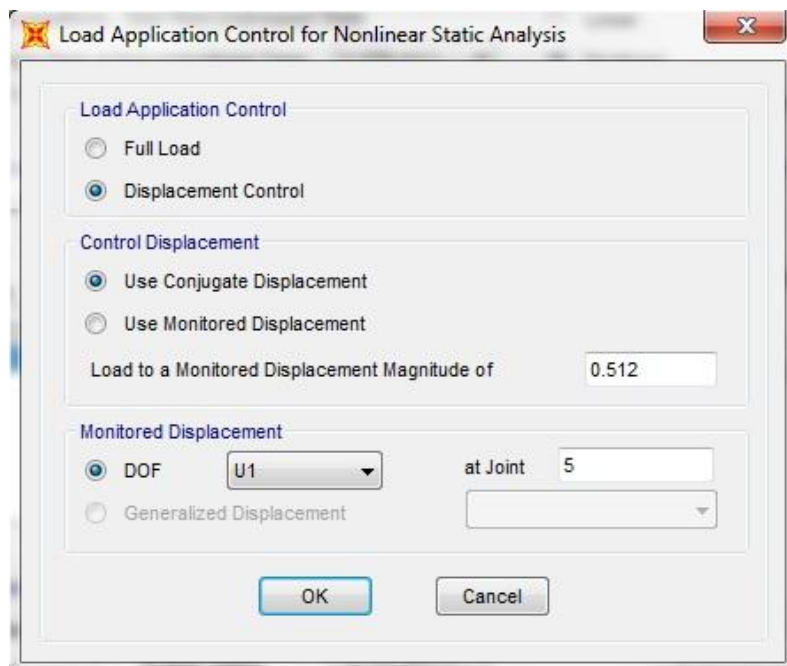 Load Application Control for Nonlinear Static Analysis
Load Application Control
Full Load
Displacement Control
Control Displacement
Use Conjugate Displacement
Use Monitored Displacement
Load to a Monitored Displacement Magnitude of 0.512
Monitored Displacement
DOF U1 at Joint 5
Generalized Displacement
OK Cancel